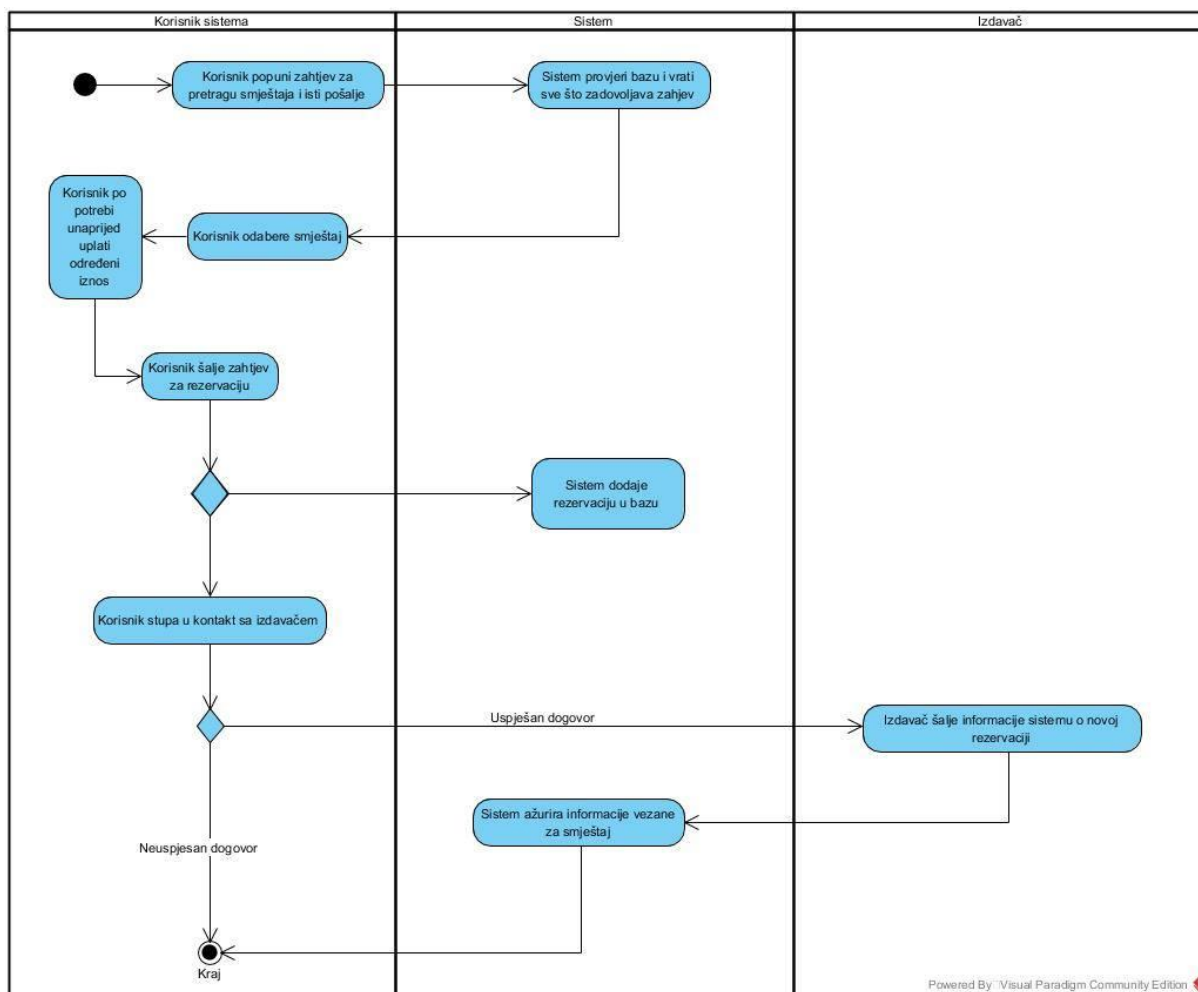 Korisnik sistema
Sistem
Izdavač
Korisnik popuni zahtjev za
pretragu smještaja i isti pošalje
Sistem provjeri bazu i vrati
sve što zadovoljava zahjev
Korisnik po
potrebi
unaprijed
uplati
određeni
iznos
Korisnik odabere smještaj
Korisnik šalje zahtjev
za rezervaciju
Sistem dodaje
rezervaciju u bazu
Korisnik stupa u kontakt sa izdavačem
Uspješan dogovor
Izdavač šalje informacije sistemu o novoj
rezervaciji
Sistem ažurira informacije vezane
za smještaj
Neuspjesan dogovor
Kraj
Powered By Visual Paradigm Community Edition